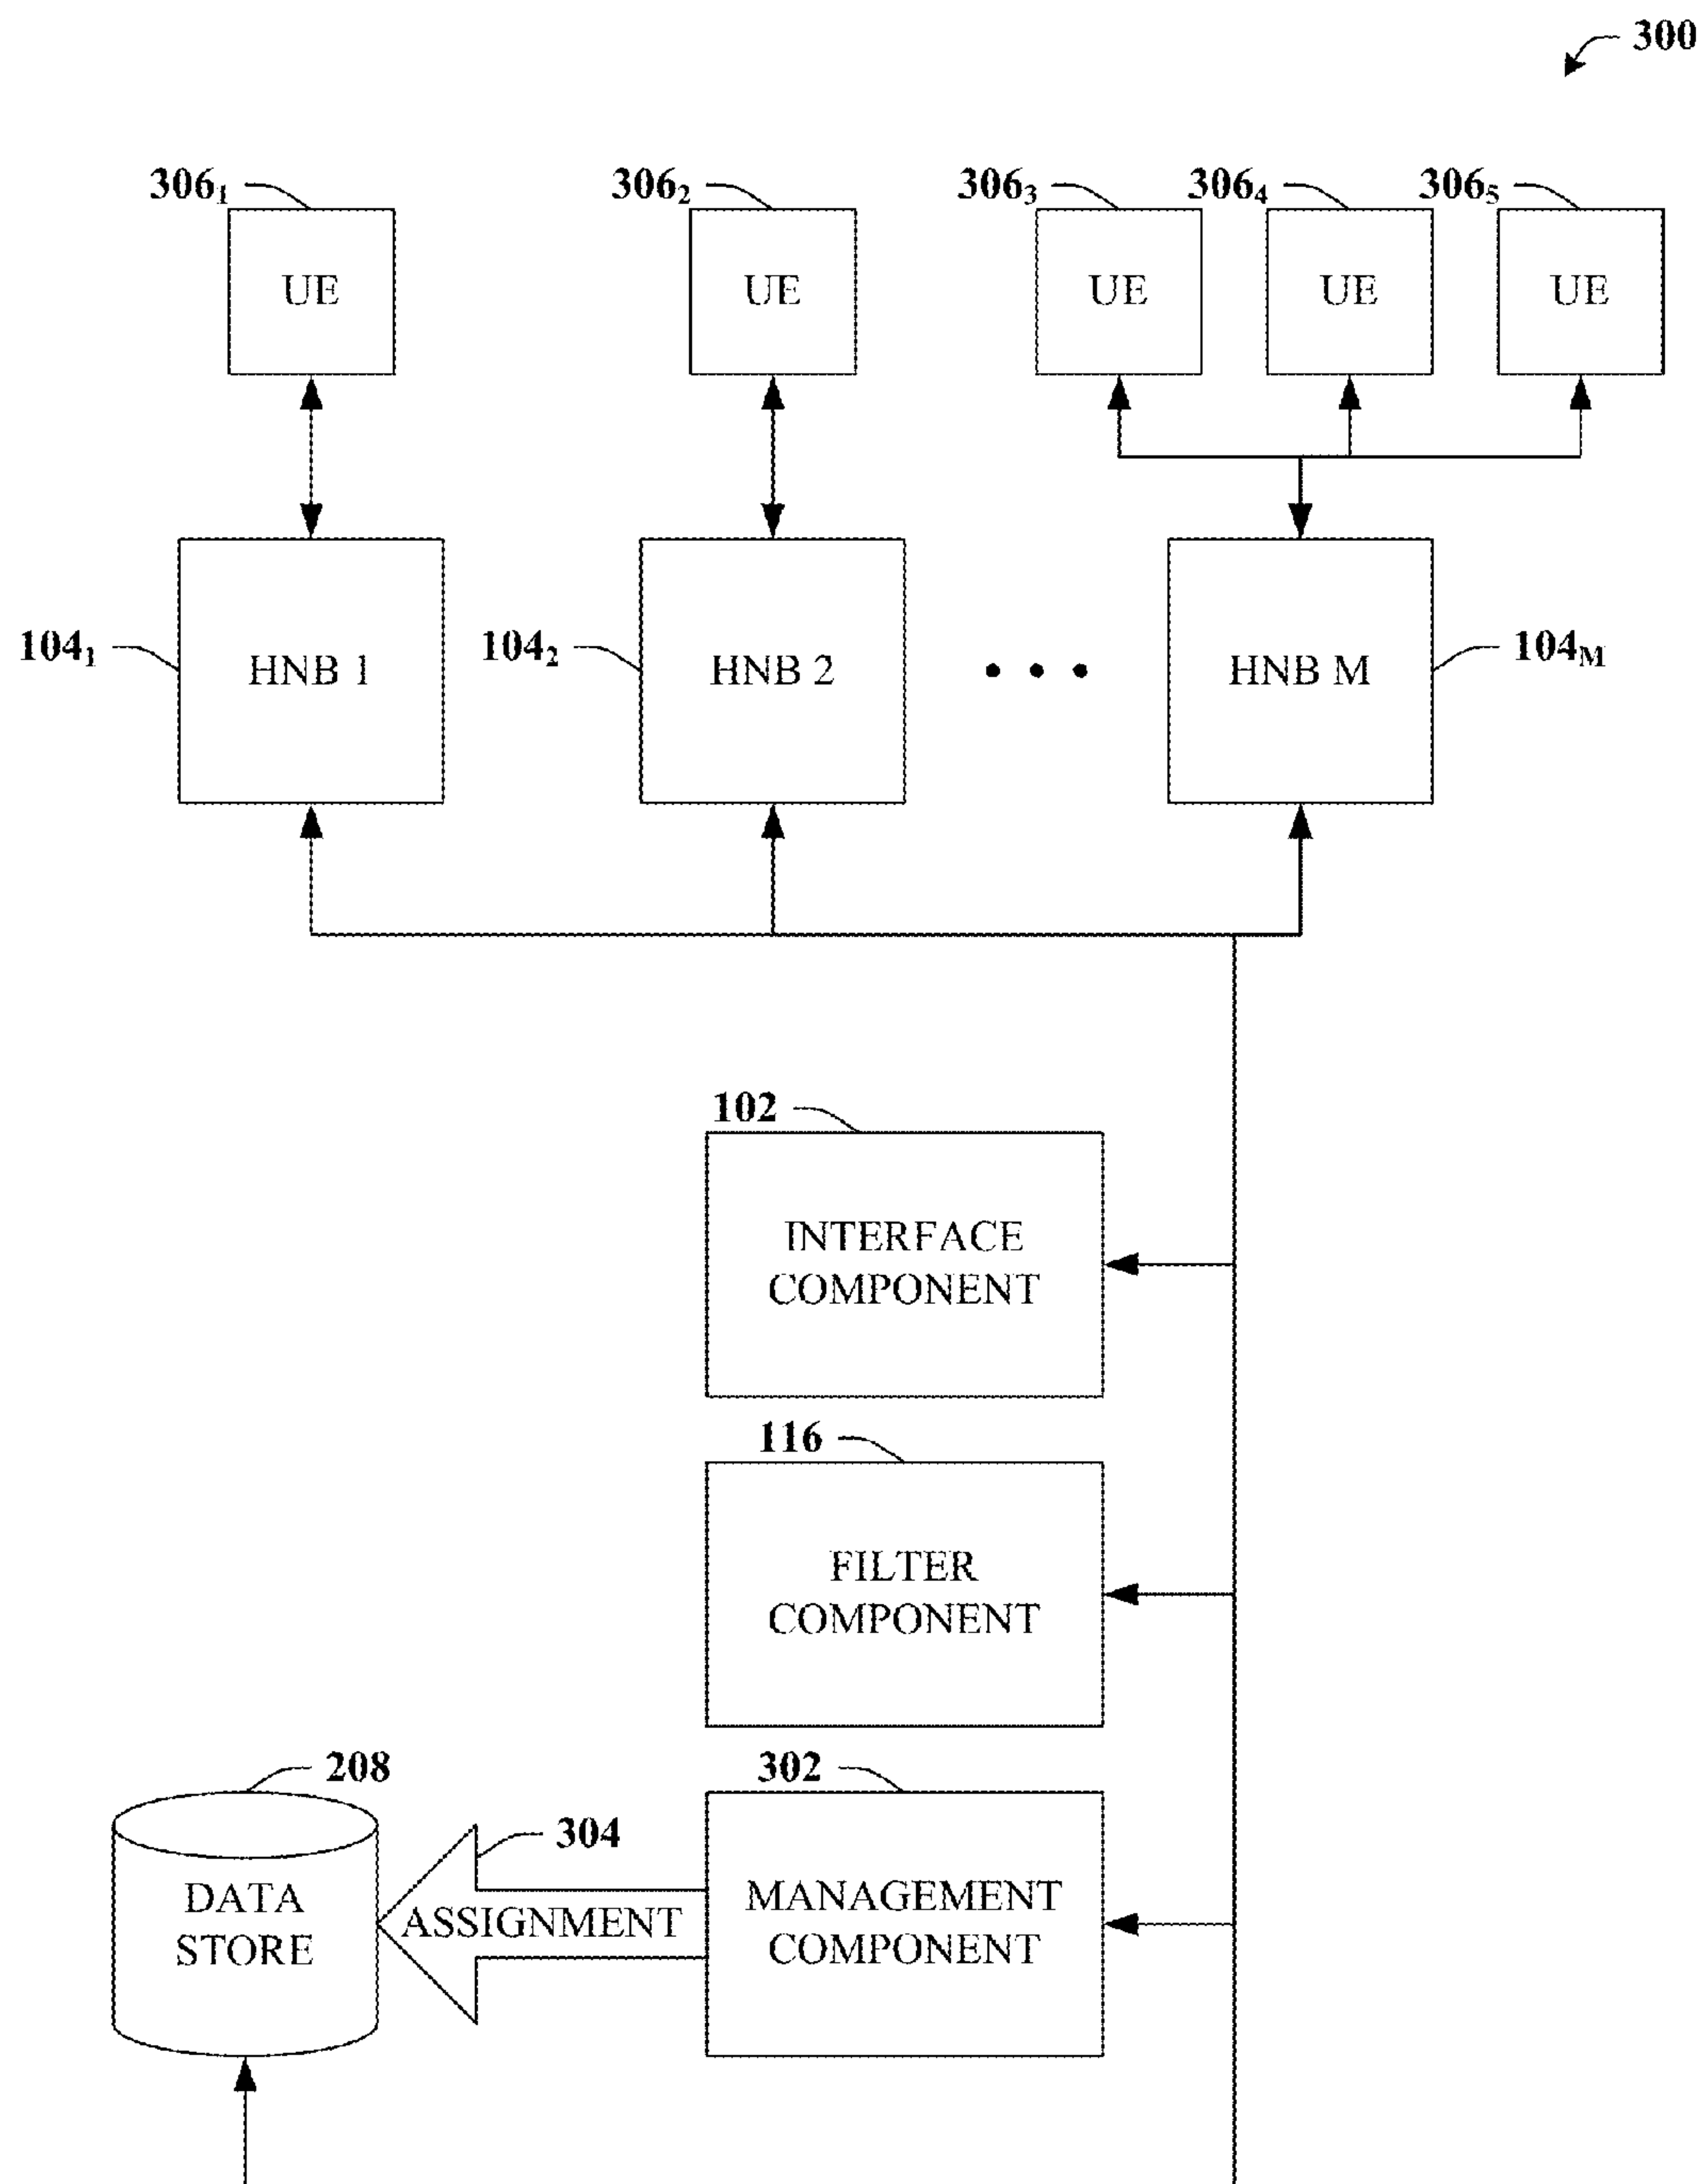 300
306₁ 306₂ 306₃ 306₄ 306₅
UE UE UE UE UE
104₁ HNB 1 104₂ HNB 2 • • • HNB M 104M
102
INTERFACE
COMPONENT
116
FILTER
COMPONENT
208
302
304
DATA
STORE
ASSIGNMENT
MANAGEMENT
COMPONENT